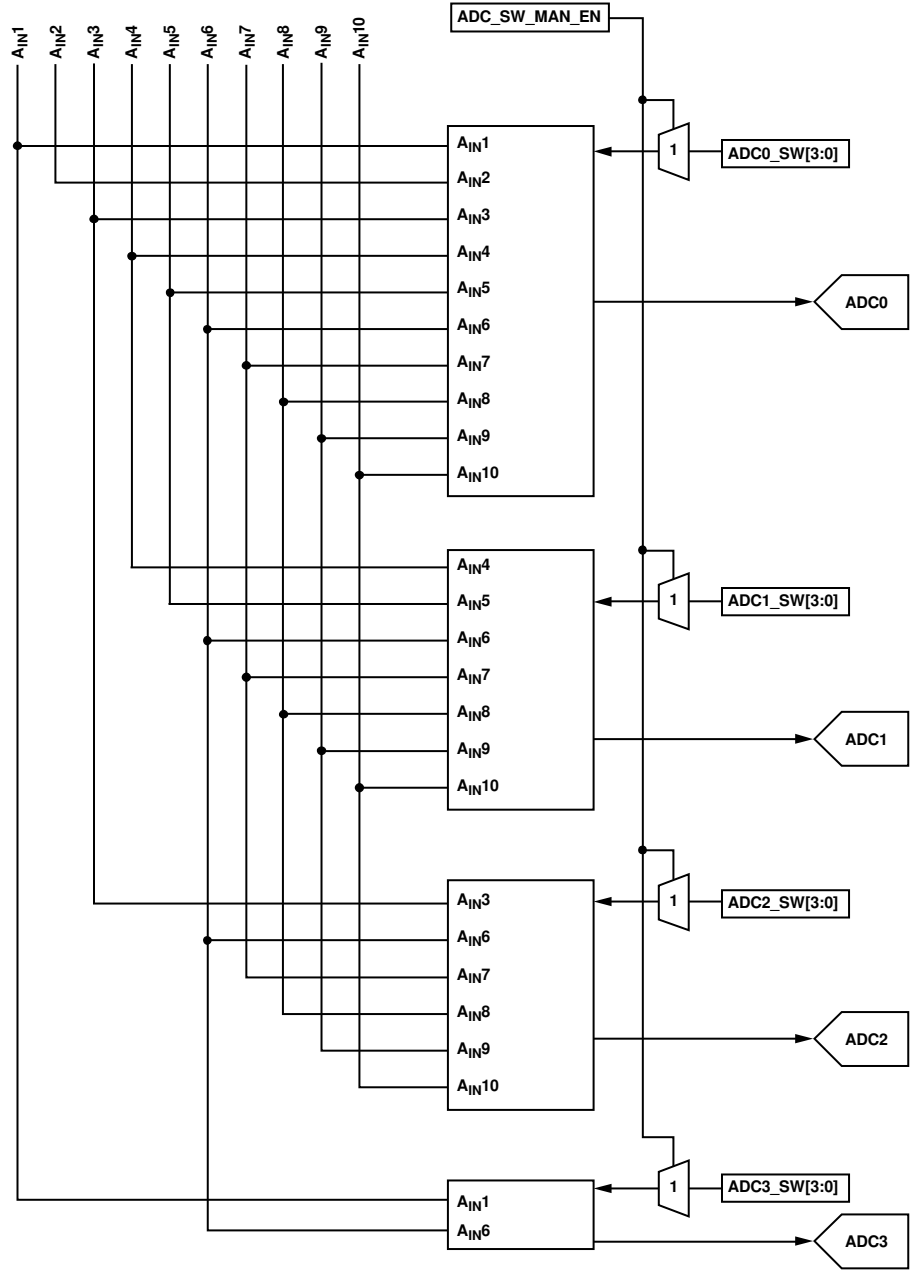 AIN1
AIN2
AIN3
AIN4
AIN5
AIN6
AIN7
AIN8
AIN9
AIN10
ADC_SW_MAN_EN
AIN1
AIN2
AIN3
AIN4
AIN5
AIN6
AIN7
AIN8
AIN9
AIN10
1
ADC0_SW[3:0]
ADC0
AIN4
AIN5
AIN6
AIN7
AIN8
AIN9
AIN10
1
ADC1_SW[3:0]
ADC1
AIN3
AIN6
AIN7
AIN8
AIN9
AIN10
1
ADC2_SW[3:0]
ADC2
AIN1
AIN6
1
ADC3_SW[3:0]
ADC3